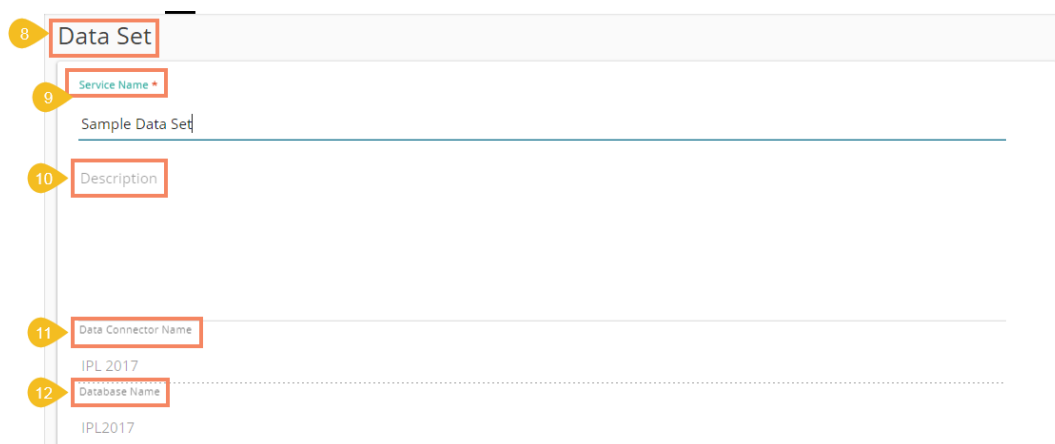 8 Data Set
9 Service Name *
Sample Data Set
10 Description
11 Data Connector Name
IPL 2017
12 Database Name
IPL2017